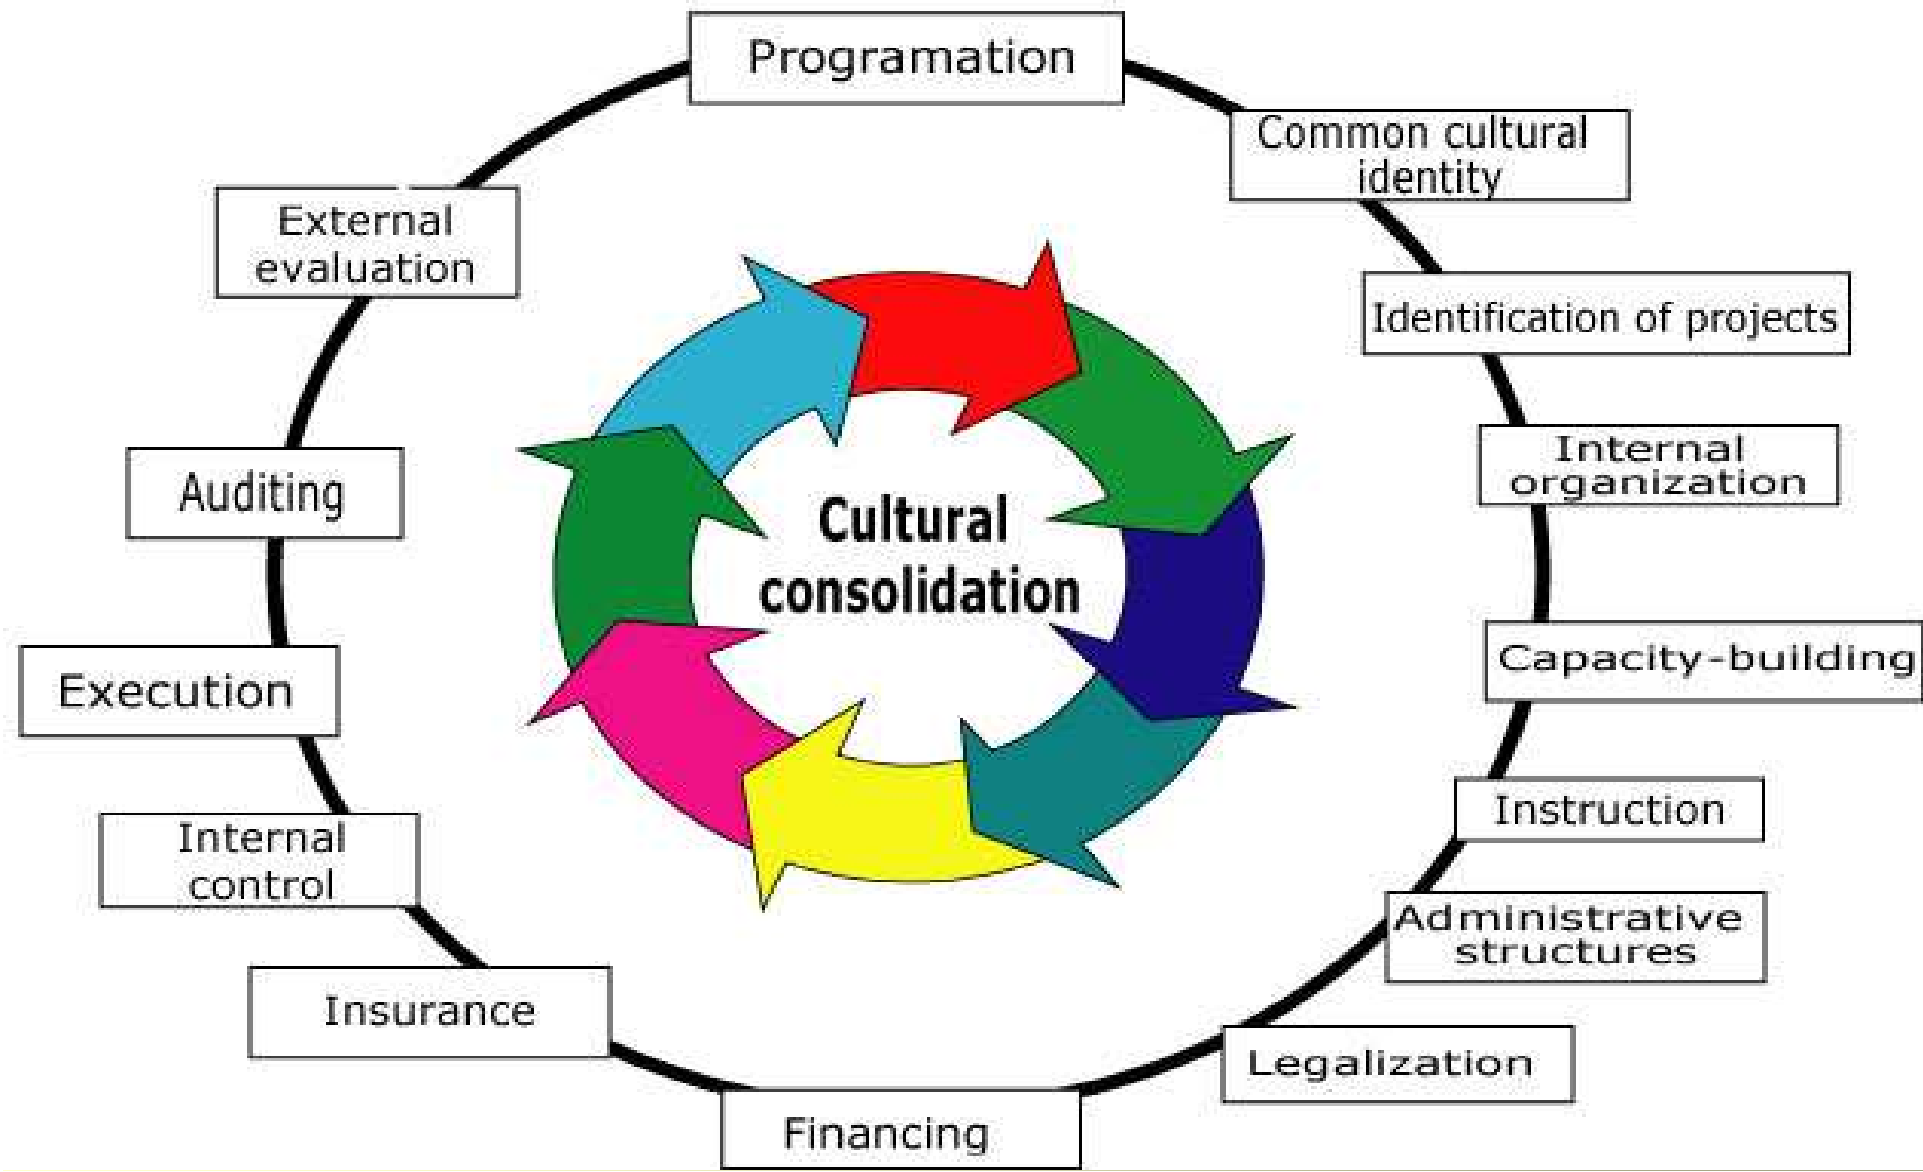 Programation
Common cultural
identity
Identification of projects
Internal
organization
Capacity-building
Instruction
Administrative
structures
Legalization
Financing
Insurance
Internal
control
Execution
Auditing
External
evaluation
Cultural
consolidation